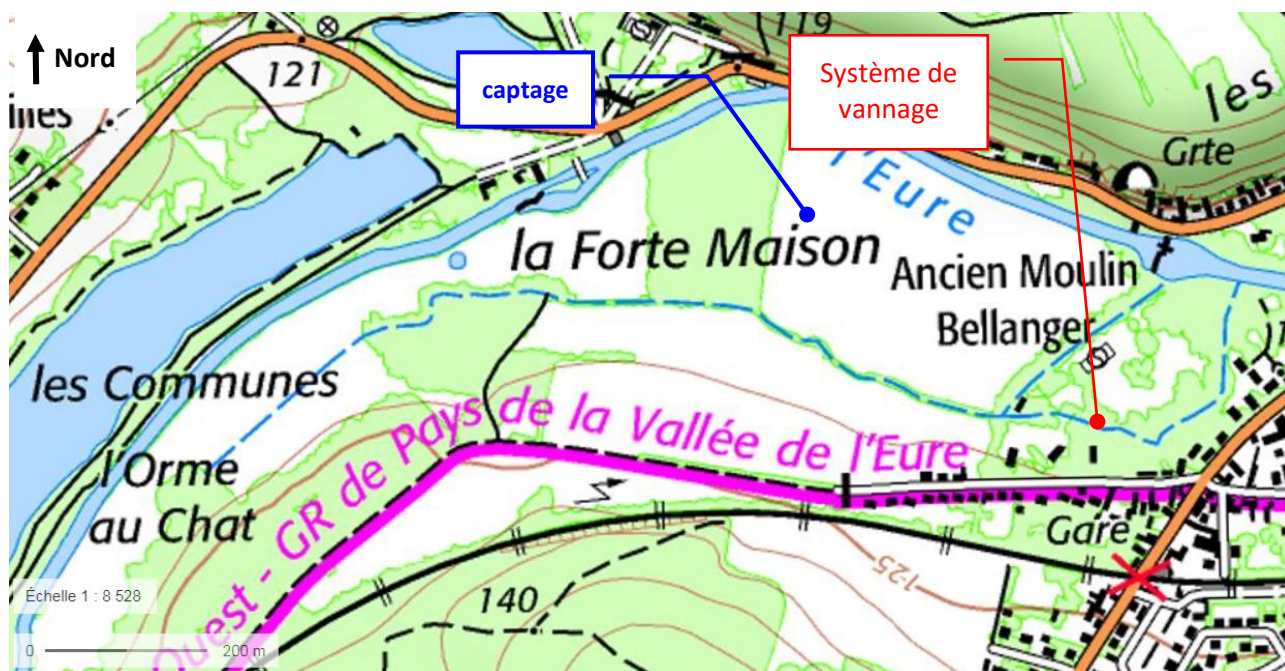 Nord
121
captage
119
Système de
vannage
les
Grte
l'Eure
la Forte Maison
Ancien Moulin
Bellanger
les Communes
l'Orme
au Chat
Ouest - GR de Pays de la Vallée de l'Eure
Gare
125
140
Échelle 1 : 8 528
0 200 m